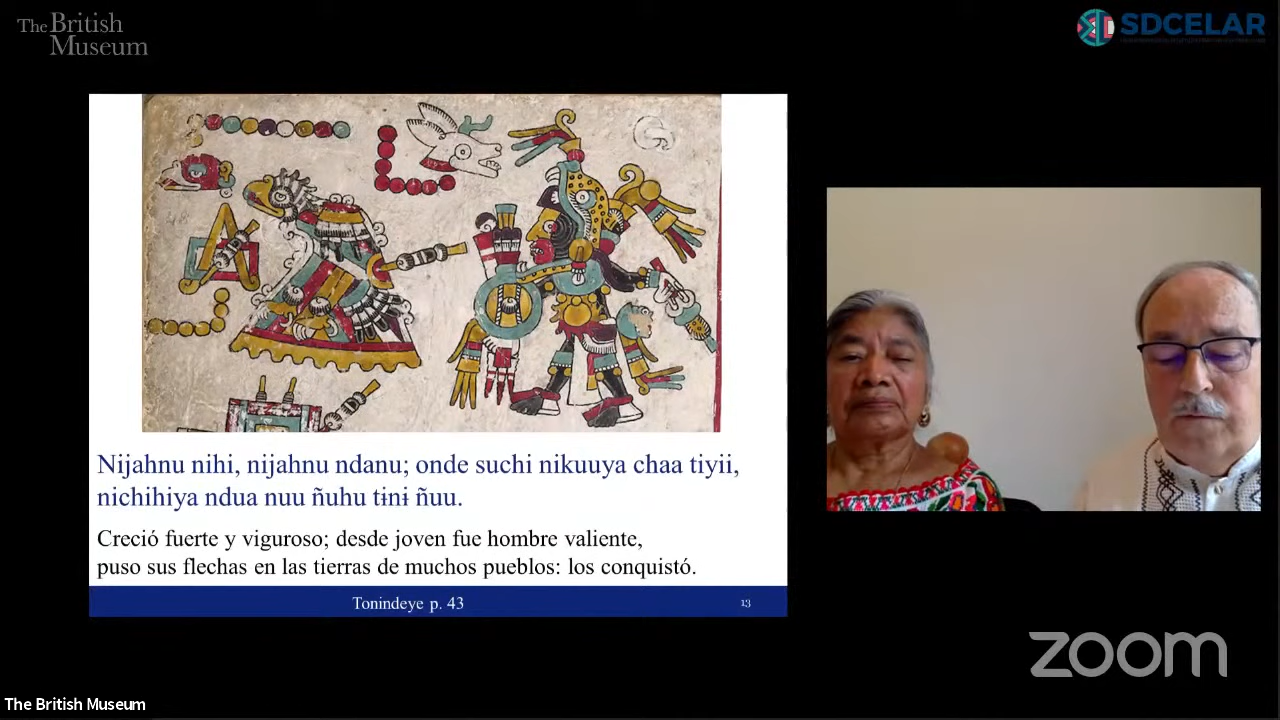 The British
Museum
SDCELAR
Nijahnu nihi, nijahnu ndanu; onde suchi nikuuya chaa tiyii,
nichihiya ndua nuu ñuhu tɨnɨ ñuu.
Creció fuerte y viguroso; desde joven fue hombre valiente,
puso sus flechas en las tierras de muchos pueblos: los conquistó.
Tonindeye p. 43
13
zoom
The British Museum